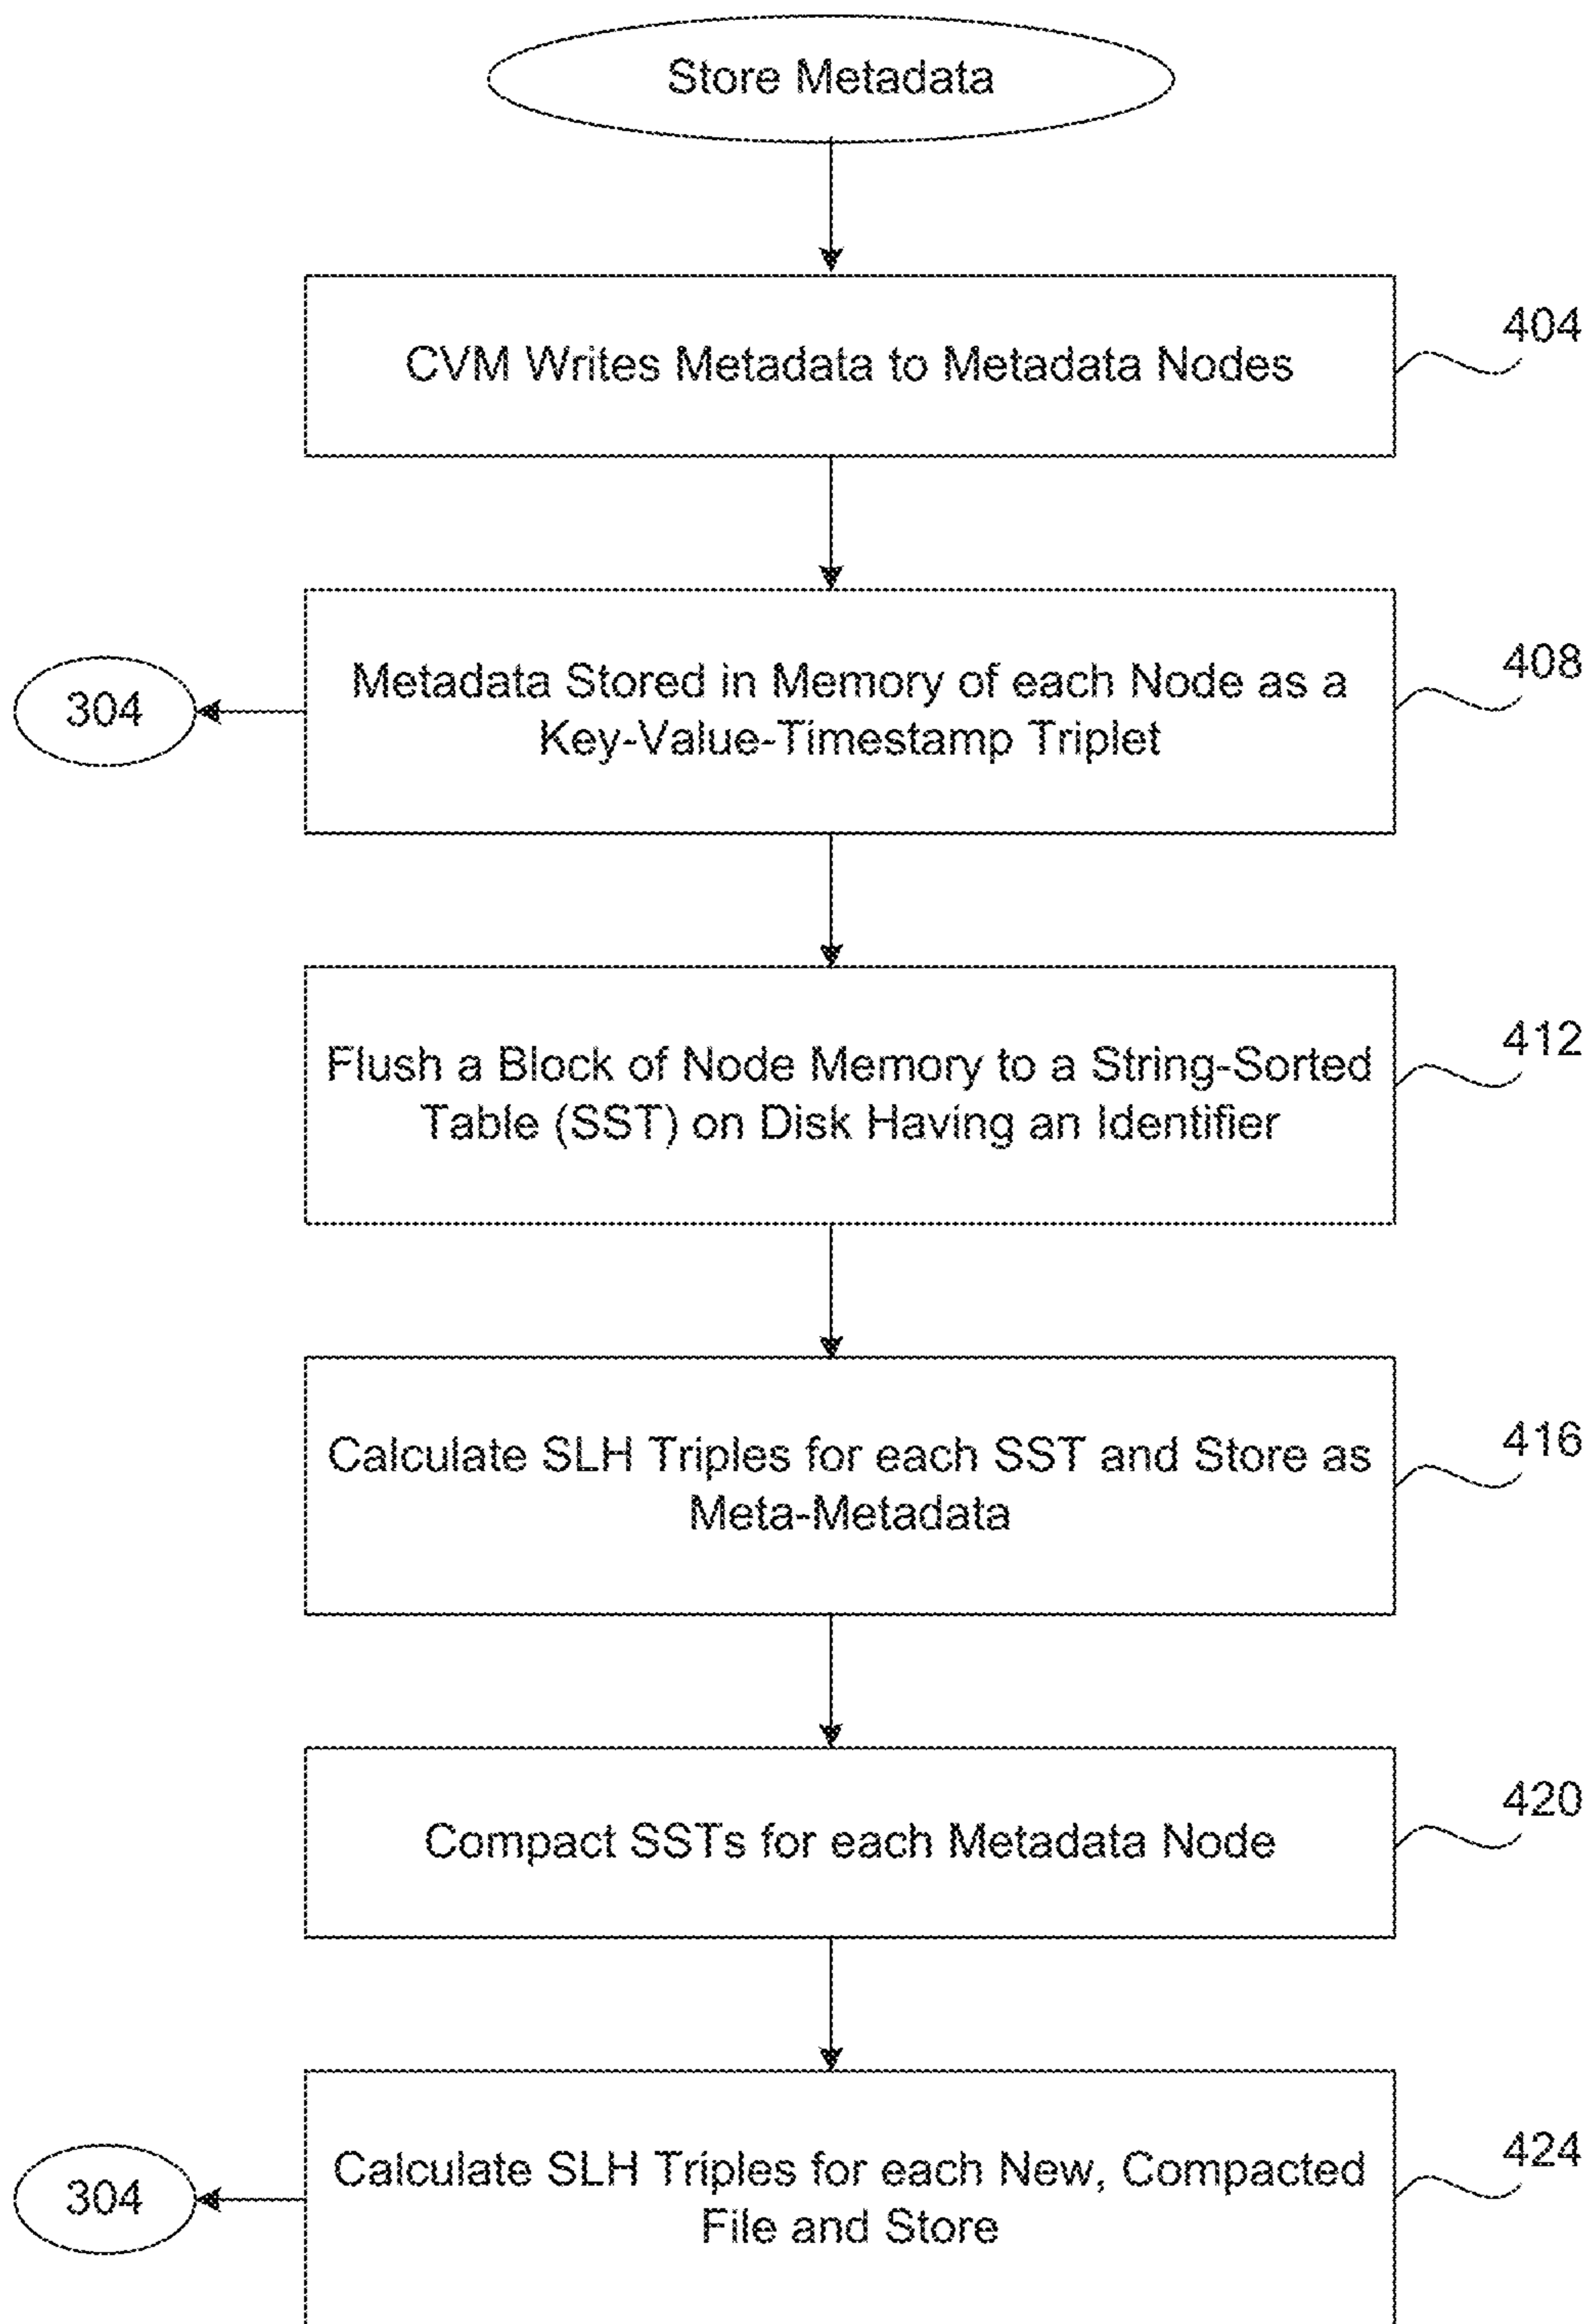 Store Metadata
CVM Writes Metadata to Metadata Nodes
404
Metadata Stored in Memory of each Node as a
Key-Value-Timestamp Triplet
408
304
Flush a Block of Node Memory to a String-Sorted
Table (SST) on Disk Having an Identifier
412
Calculate SLH Triples for each SST and Store as
Meta-Metadata
416
Compact SSTs for each Metadata Node
420
Calculate SLH Triples for each New, Compacted
File and Store
424
304